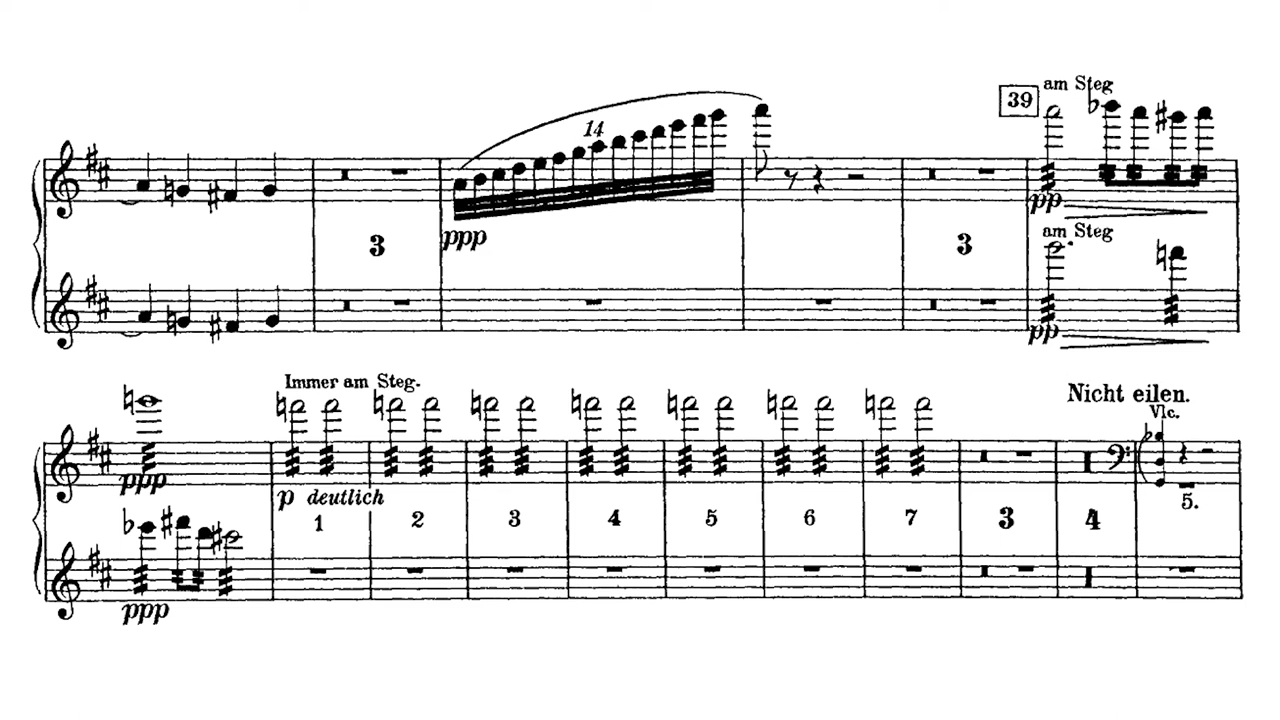 39 am Steg
14
3
ppp
3
pp
am Steg
pp
Immer am Steg.
Nicht eilen.
Vlc.
ppp
p deutlich
1 2 3 4 5 6 7 3 4 5.
ppp